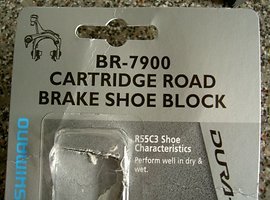 BR-7900
CARTRIDGE ROAD
BRAKE SHOE BLOCK
R55C3 Shoe
Characteristics
Perform well in dry &
wet.
SHIMANO
DURA-